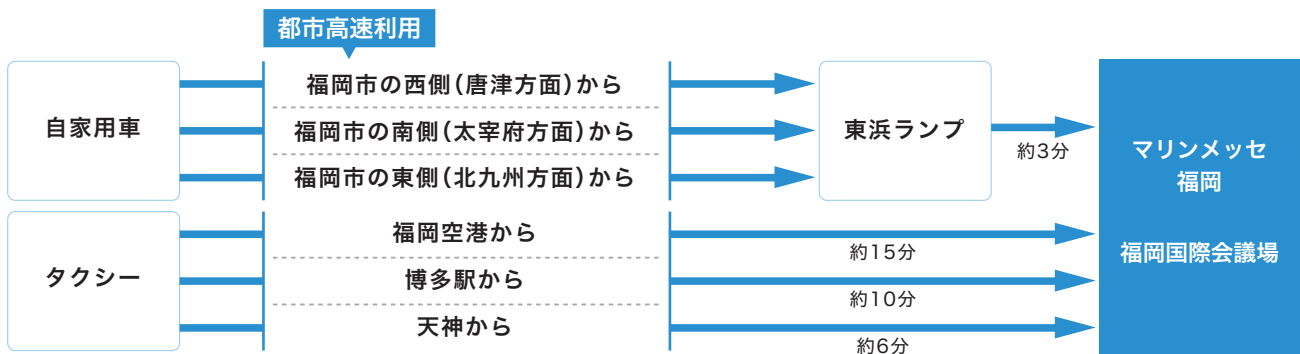 都市高速利用
自家用車
福岡市の西側(唐津方面)から
福岡市の南側(太宰府方面)から
福岡市の東側(北九州方面)から
東浜ランプ
約3分
マリンメッセ
福岡
福岡国際会議場
タクシー
福岡空港から
約15分
博多駅から
約10分
天神から
約6分